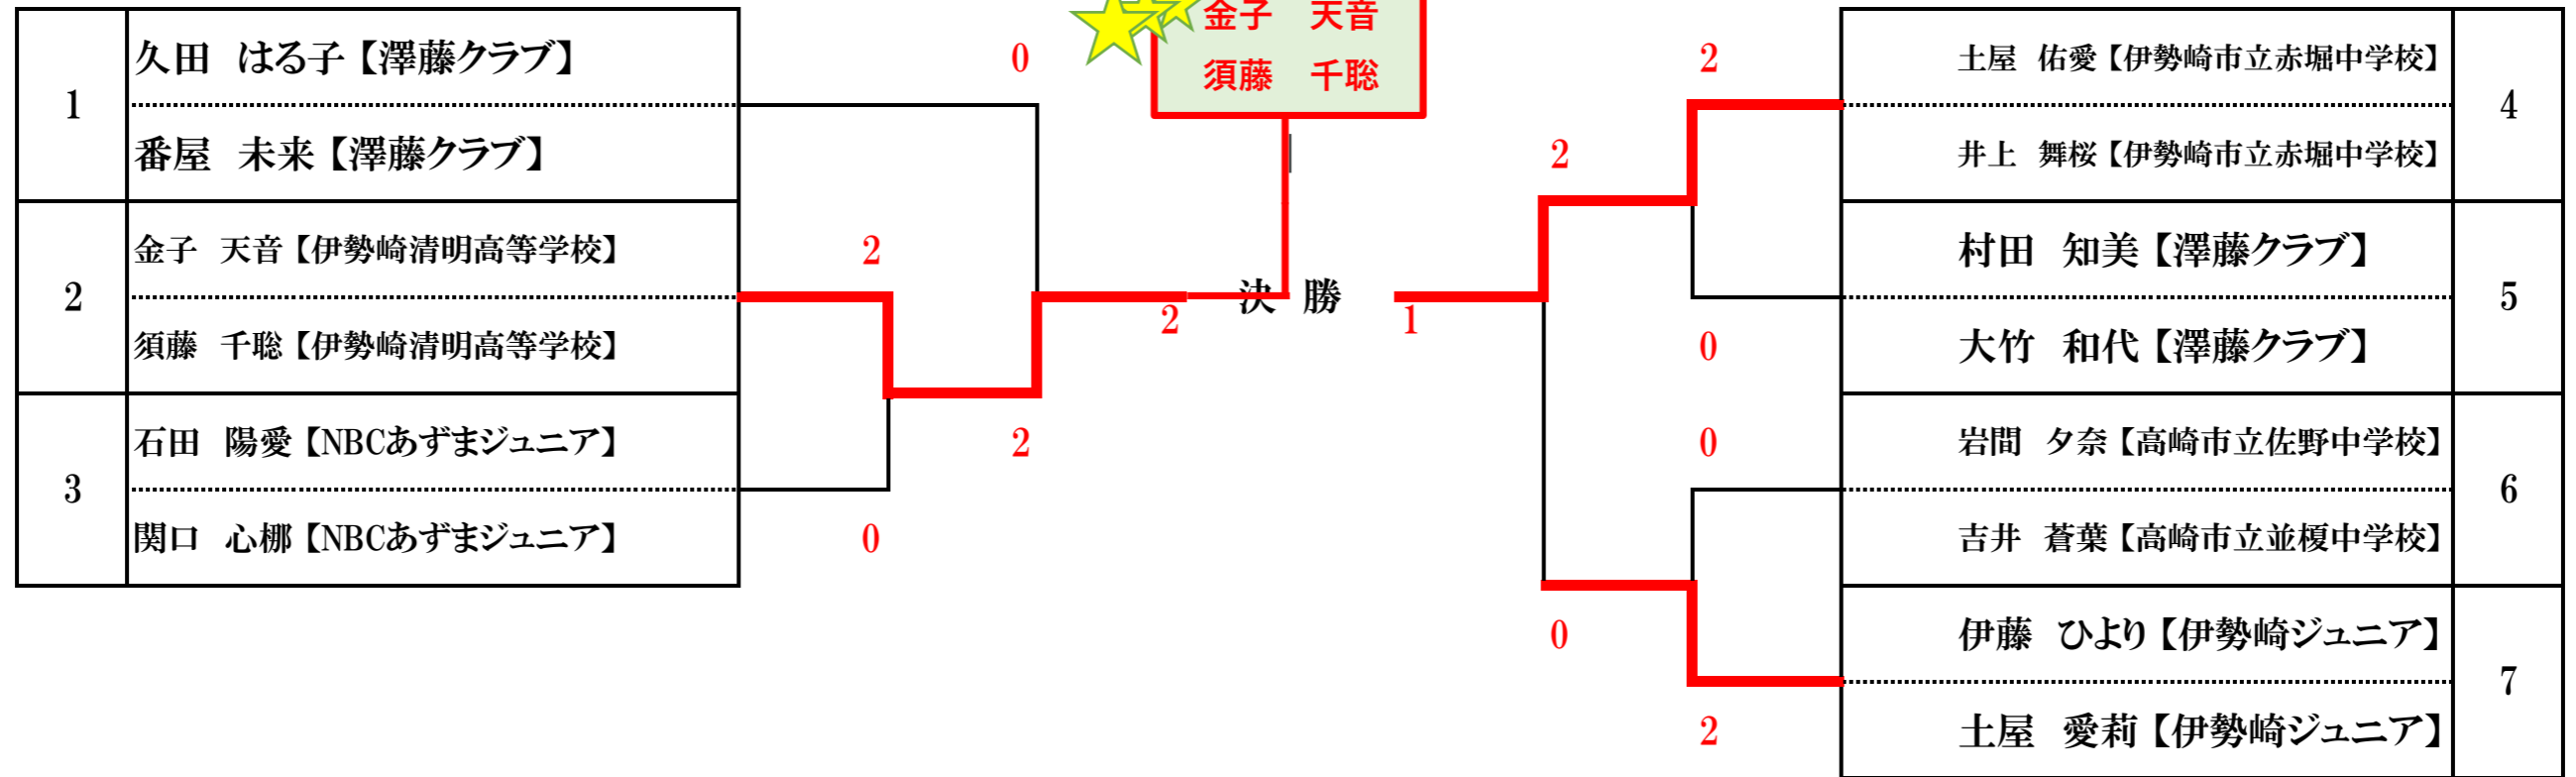 金子 天音
須藤 千聡
1
久田 はる子【澤藤クラブ】
番屋 未来【澤藤クラブ】
0
2
金子 天音【伊勢崎清明高等学校】
須藤 千聡【伊勢崎清明高等学校】
2
3
石田 陽愛【NBCあずまジュニア】
関口 心梛【NBCあずまジュニア】
0
2
2
決 勝
1
2
土屋 佑愛【伊勢崎市立赤堀中学校】
井上 舞桜【伊勢崎市立赤堀中学校】
4
2
村田 知美【澤藤クラブ】
大竹 和代【澤藤クラブ】
5
0
0
岩間 夕奈【高崎市立佐野中学校】
吉井 蒼葉【高崎市立並榎中学校】
6
0
伊藤 ひより【伊勢崎ジュニア】
土屋 愛莉【伊勢崎ジュニア】
7
2